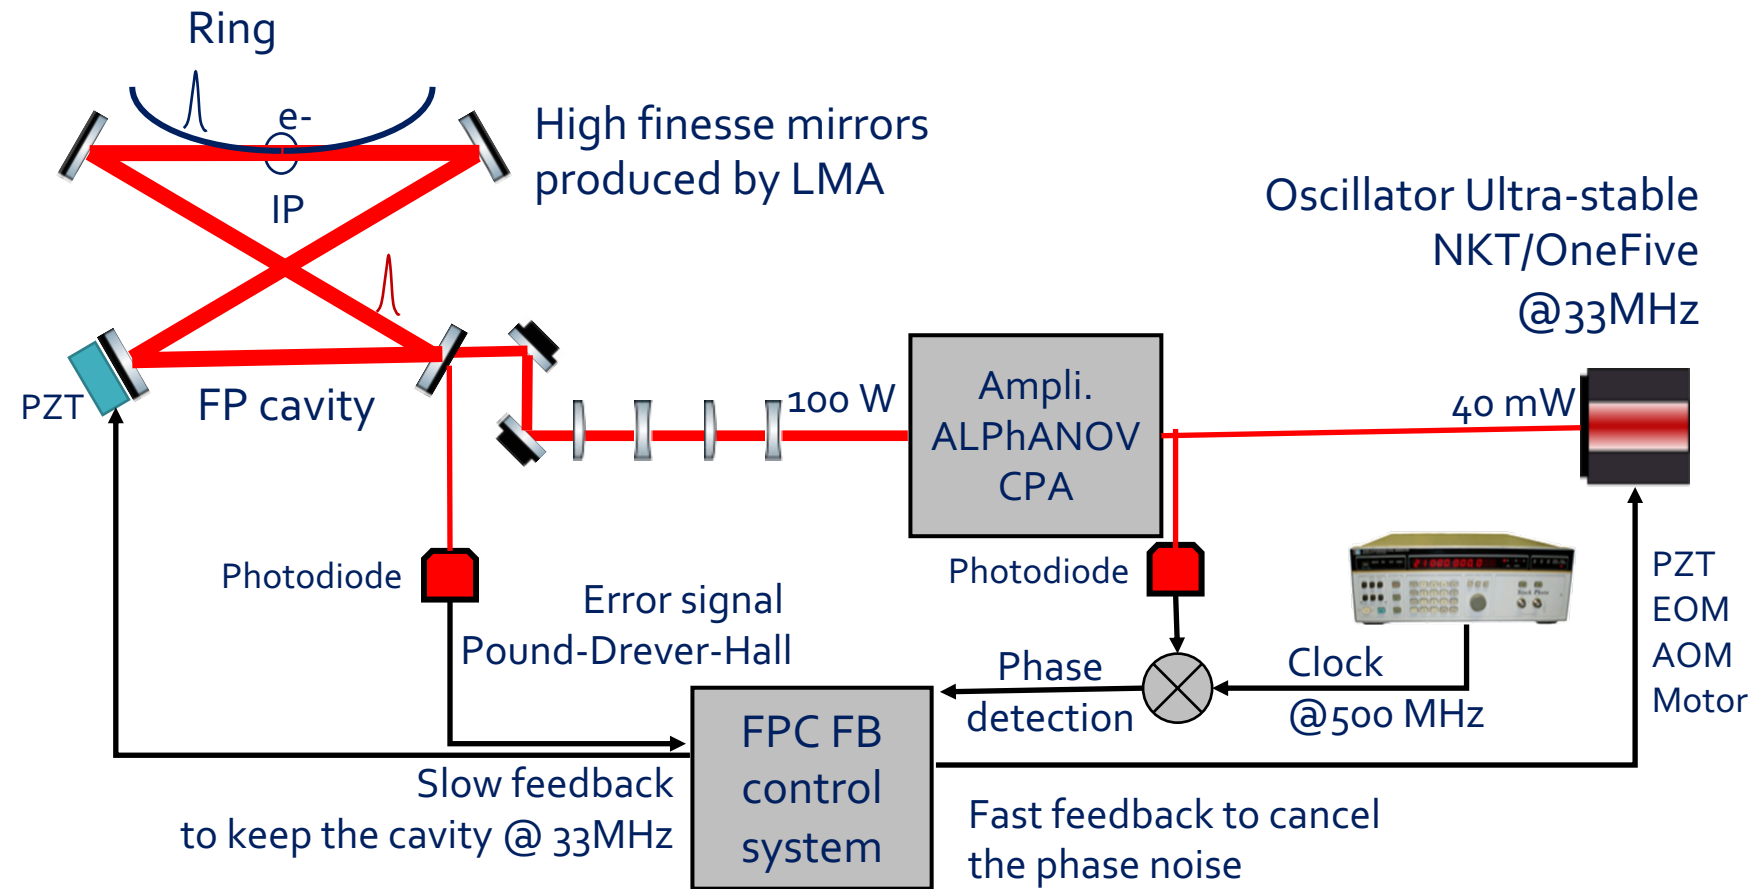 Ring
e-
High finesse mirrors
produced by LMA
IP
Oscillator Ultra-stable
NKT/OneFive
@33MHz
PZT
FP cavity
100 W
Ampli.
ALPhANOV
CPA
40 mW
Photodiode
Photodiode
Error signal
Pound-Drever-Hall
Phase
detection
Clock
@500 MHz
PZT
EOM
AOM
Motor
FPC FB
control
system
Slow feedback
to keep the cavity @ 33MHz
Fast feedback to cancel
the phase noise